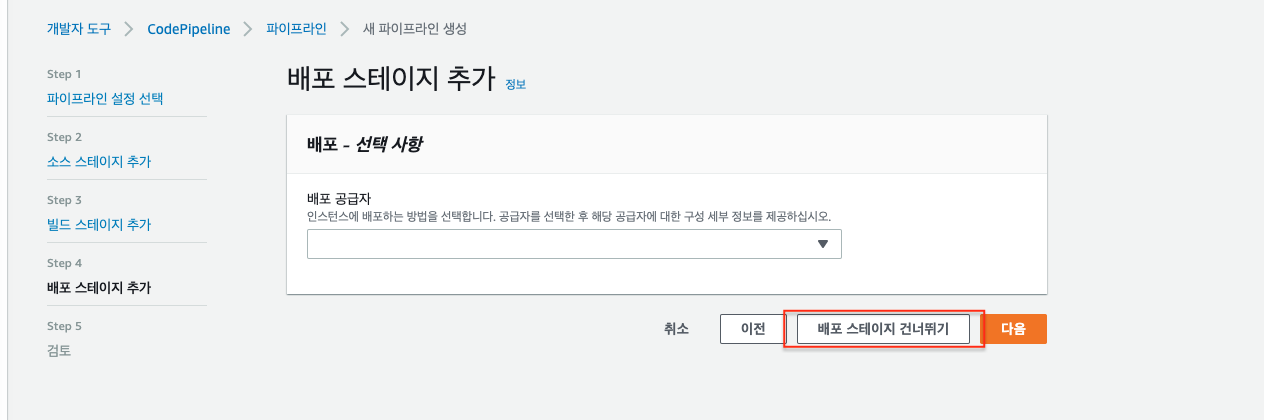 개발자 도구 > CodePipeline > 파이프라인 > 새 파이프라인 생성
Step 1
파이프라인 설정 선택
Step 2
소스 스테이지 추가
Step 3
빌드 스테이지 추가
Step 4
배포 스테이지 추가
Step 5
검토
배포 스테이지 추가 정보
배포 - 선택 사항
배포 공급자
인스턴스에 배포하는 방법을 선택합니다. 공급자를 선택한 후 해당 공급자에 대한 구성 세부 정보를 제공하십시오.
취소 이전 배포 스테이지 건너뛰기 다음